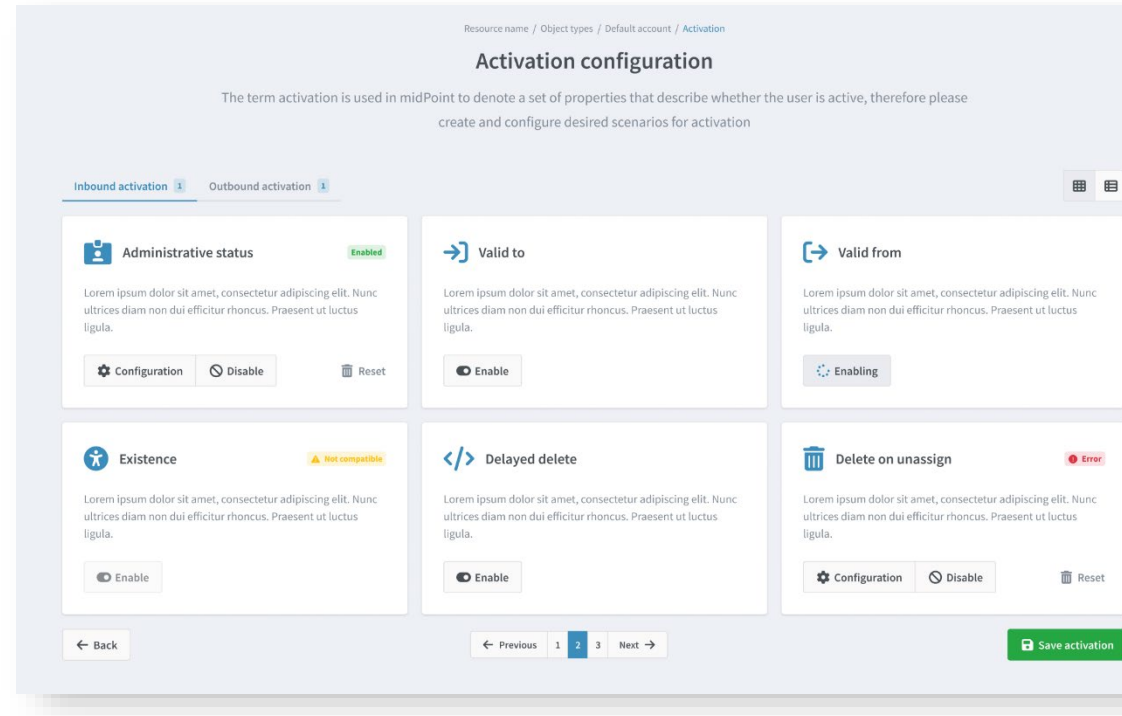 Resource name / Object types / Default account / Activation
Activation configuration
The term activation is used in midPoint to denote a set of properties that describe whether the user is active, therefore please
create and configure desired scenarios for activation
Inbound activation 1 Outbound activation 1
Administrative status Enabled
Lorem ipsum dolor sit amet, consectetur adipiscing elit. Nunc
ultrices diam non dui efficitur rhoncus. Praesent ut luctus
ligula.
Configuration Disable Reset
Valid to
Lorem ipsum dolor sit amet, consectetur adipiscing elit. Nunc
ultrices diam non dui efficitur rhoncus. Praesent ut luctus
ligula.
Enable
Valid from
Lorem ipsum dolor sit amet, consectetur adipiscing elit. Nunc
ultrices diam non dui efficitur rhoncus. Praesent ut luctus
ligula.
Enabling
Existence Not compatible
Lorem ipsum dolor sit amet, consectetur adipiscing elit. Nunc
ultrices diam non dui efficitur rhoncus. Praesent ut luctus
ligula.
Enable
Delayed delete
Lorem ipsum dolor sit amet, consectetur adipiscing elit. Nunc
ultrices diam non dui efficitur rhoncus. Praesent ut luctus
ligula.
Enable
Delete on unassign Error
Lorem ipsum dolor sit amet, consectetur adipiscing elit. Nunc
ultrices diam non dui efficitur rhoncus. Praesent ut luctus
ligula.
Configuration Disable Reset
← Back ← Previous 1 2 3 Next → Save activation